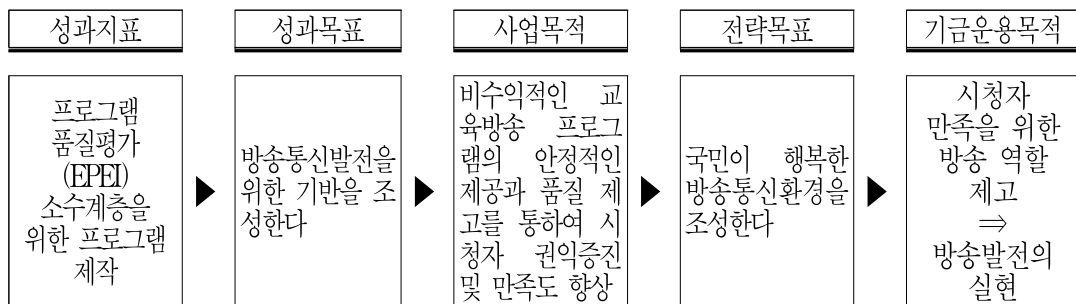 성과지표
성과목표
사업목적
전략목표
기금운용목적
프로그램
품질평가
(EPEI)
소수계층을
위한 프로그램
제작
방송통신발전을
위한 기반을 조
성한다
비수익적인 교
육방송 프로그
램의 안정적인
제공과 품질 제
고를 통하여 시
청자 권익증진
및 만족도 향상
국민이 행복한
방송통신환경을
조성한다
시청자
만족을 위한
방송 역할
제고
⇒
방송발전의
실현